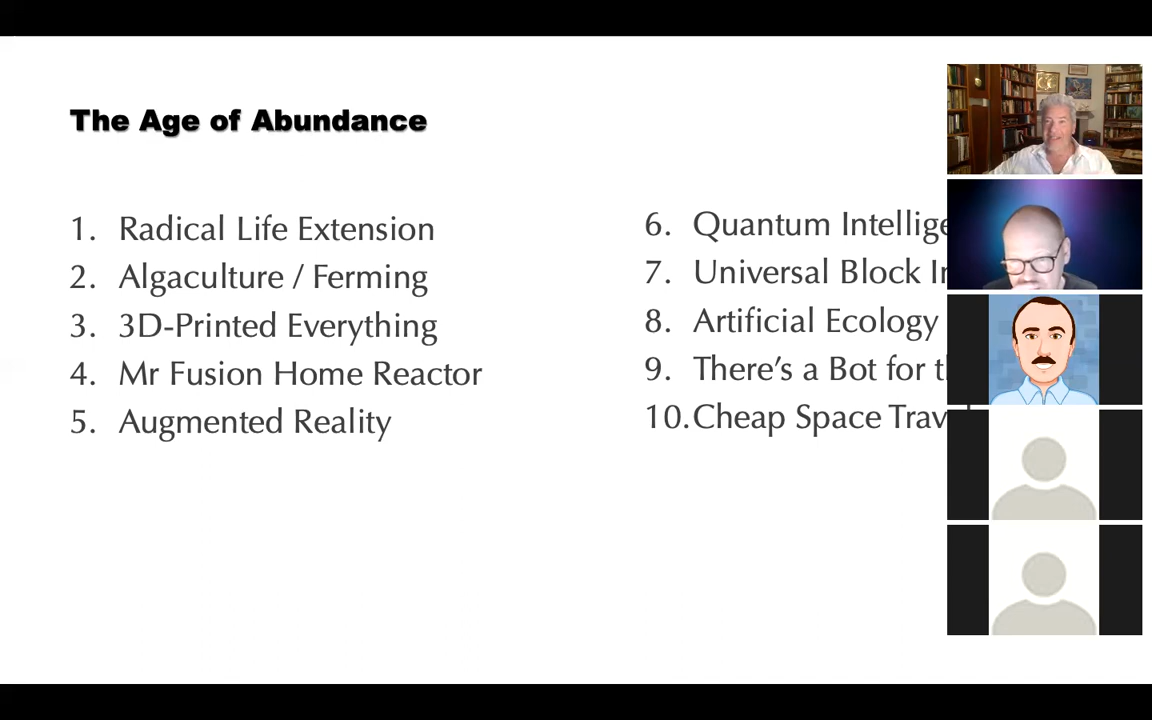 The Age of Abundance
1. Radical Life Extension
2. Algaculture / Ferming
3. 3D-Printed Everything
4. Mr Fusion Home Reactor
5. Augmented Reality
6. Quantum
7. Universal Block
8. Artificial Ecology
9. There's a Bot for
10. Cheap Space